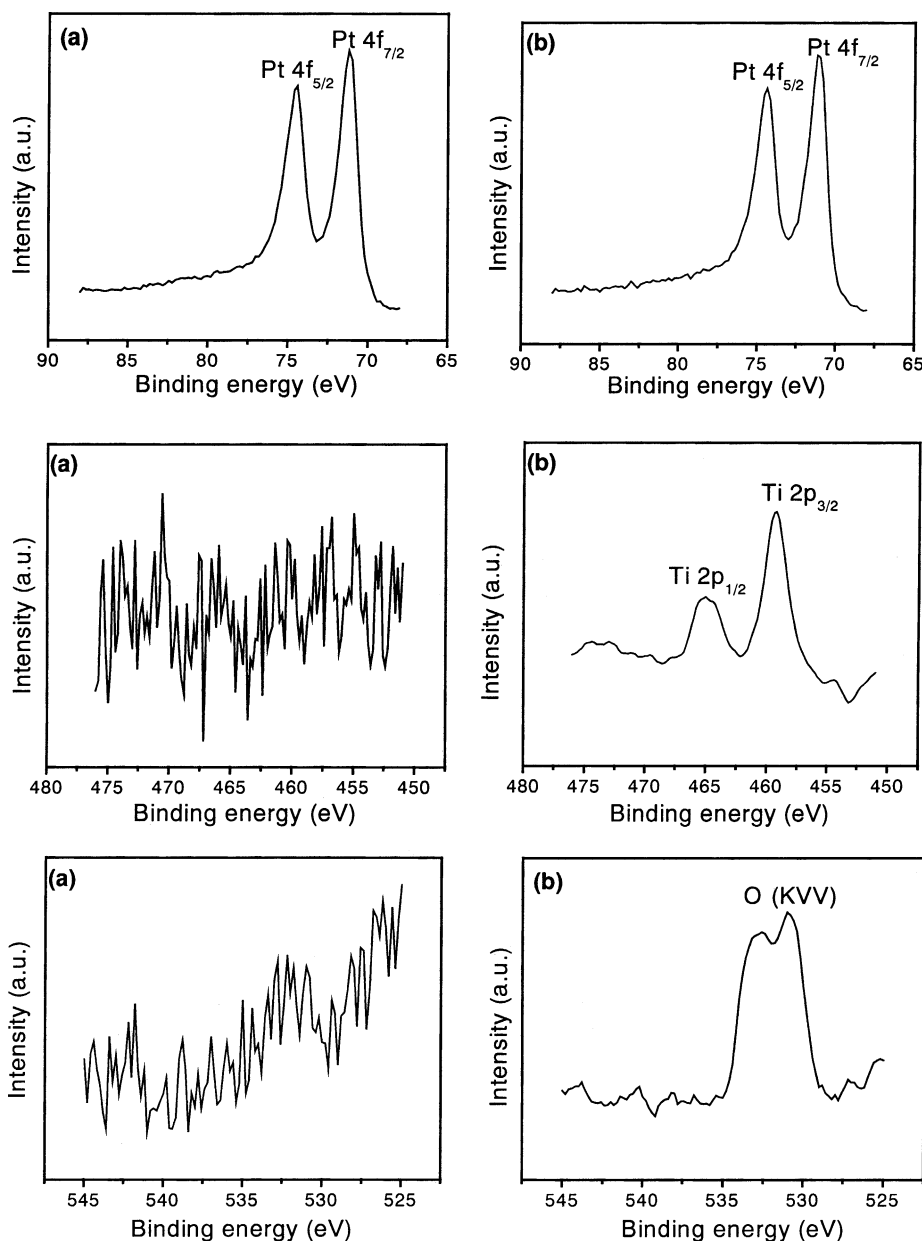 (a)
Pt 4f7/2
Pt 4f5/2
Intensity (a.u.)
90 85 80 75 70 65
Binding energy (eV)
(b)
Pt 4f7/2
Pt 4f5/2
Intensity (a.u.)
90 85 80 75 70 65
Binding energy (eV)
(a)
Intensity (a.u.)
480 475 470 465 460 455 450
Binding energy (eV)
(b)
Ti 2p3/2
Ti 2p1/2
Intensity (a.u.)
480 475 470 465 460 455 450
Binding energy (eV)
(a)
Intensity (a.u.)
545 540 535 530 525
Binding energy (eV)
(b)
O (KVV)
Intensity (a.u.)
545 540 535 530 525
Binding energy (eV)